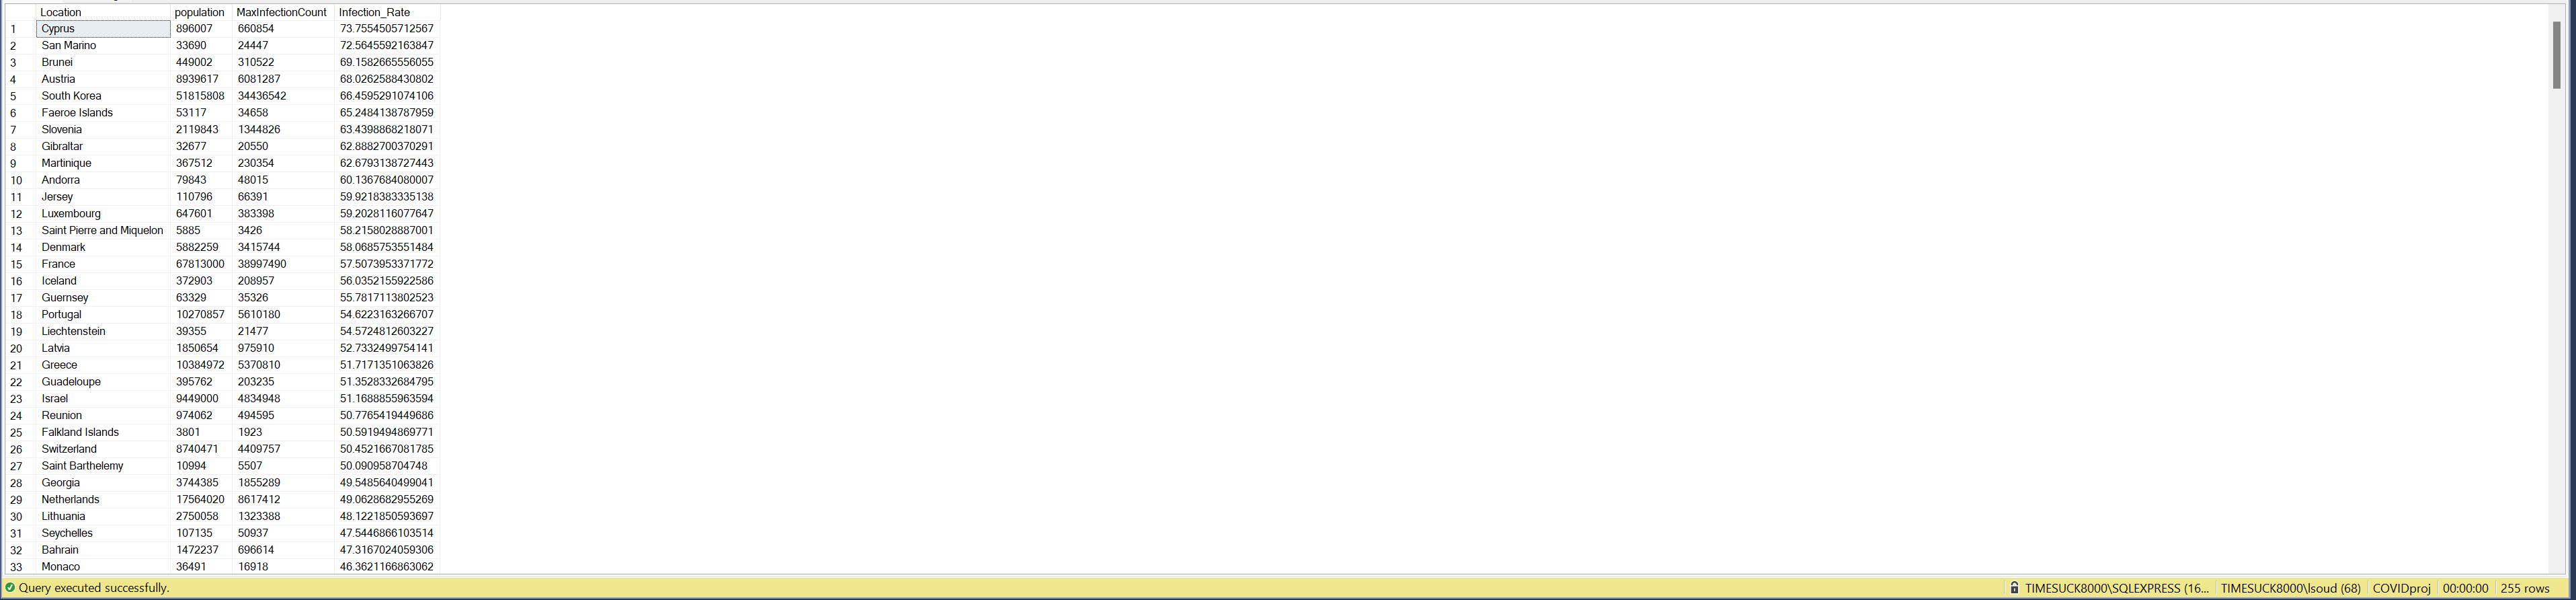 Location population MaxInfectionCount Infection_Rate
1 Cyprus 896007 660854 73.7554505712567
2 San Marino 33690 24447 72.5645592163847
3 Brunei 449002 310522 69.1582665556055
4 Austria 8939617 6081287 68.0262588430802
5 South Korea 51815808 34436542 66.4595291074106
6 Faeroe Islands 53117 34658 65.2484138787959
7 Slovenia 2119843 1344826 63.4398868218071
8 Gibraltar 32677 20550 62.8882700370291
9 Martinique 367512 230354 62.6793138727443
10 Andorra 79843 48015 60.1367684080007
11 Jersey 110796 66391 59.9218383335138
12 Luxembourg 647601 383398 59.2028116077647
13 Saint Pierre and Miquelon 5885 3426 58.2158028887001
14 Denmark 5882259 3415744 58.0685753551484
15 France 67813000 38997490 57.5073953371772
16 Iceland 372903 208957 56.0352155922586
17 Guernsey 63329 35326 55.7817113802523
18 Portugal 10270857 5610180 54.6223163266707
19 Liechtenstein 39355 21477 54.5724812603227
20 Latvia 1850654 975910 52.7332499754141
21 Greece 10384972 5370810 51.7171351063826
22 Guadeloupe 395762 203235 51.3528332684795
23 Israel 9449000 4834948 51.1688855963594
24 Reunion 974062 494595 50.7765419449686
25 Falkland Islands 3801 1923 50.5919494869771
26 Switzerland 8740471 4409757 50.4521667081785
27 Saint Barthelemy 10994 5507 50.090958704748
28 Georgia 3744385 1855289 49.5485640499041
29 Netherlands 17564020 8617412 49.0628682955269
30 Lithuania 2750058 1323388 48.1221850593697
31 Seychelles 107135 50937 47.5446866103514
32 Bahrain 1472237 696614 47.3167024059306
33 Monaco 36491 16918 46.3621166863062
Query executed successfully. TIMESUCK8000\SQLEXPRESS (16... TIMESUCK8000\lsoud (68) COVIDproj 00:00:00 255 rows